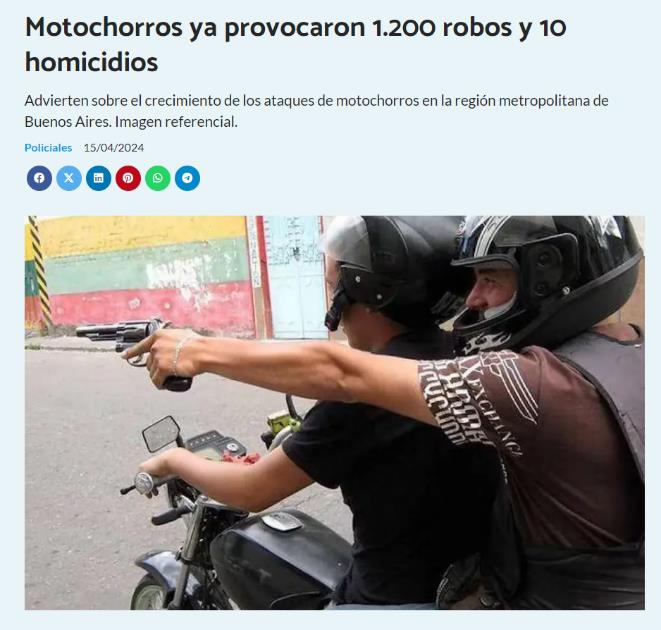 Motochorros ya provocaron 1.200 robos y 10
homicidios
Advierten sobre el crecimiento de los ataques de motochorros en la región metropolitana de
Buenos Aires. Imagen referencial.
Policiales 15/04/2024
EXCHANGE